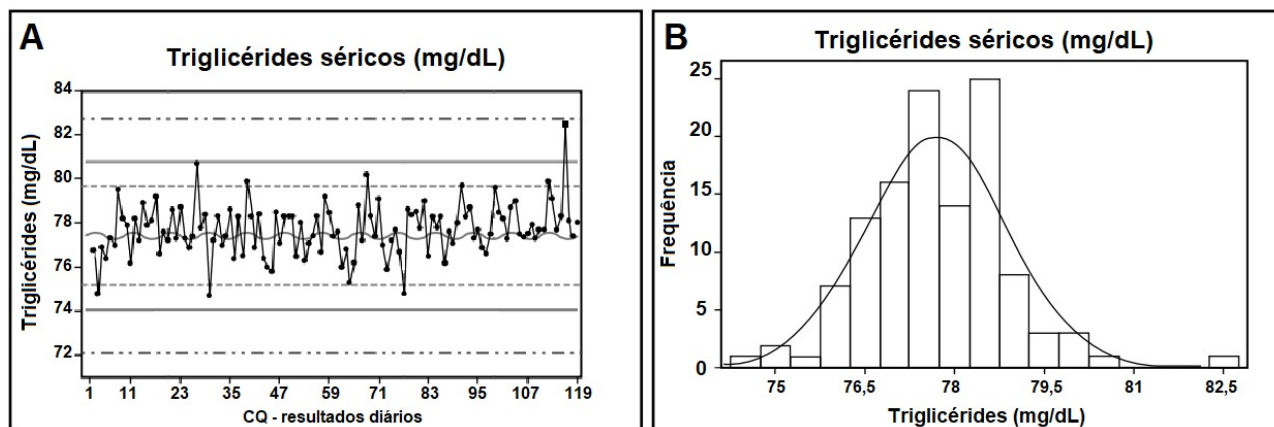 A
Triglicérides séricos (mg/dL)
Triglicérides (mg/dL)
84
82
80
78
76
74
72
1 11 23 35 47 59 71 83 95 107 119
CQ - resultados diários
B
Triglicérides séricos (mg/dL)
Frequência
25
20
15
10
5
0
75 76,5 78 79,5 81 82,5
Triglicérides (mg/dL)